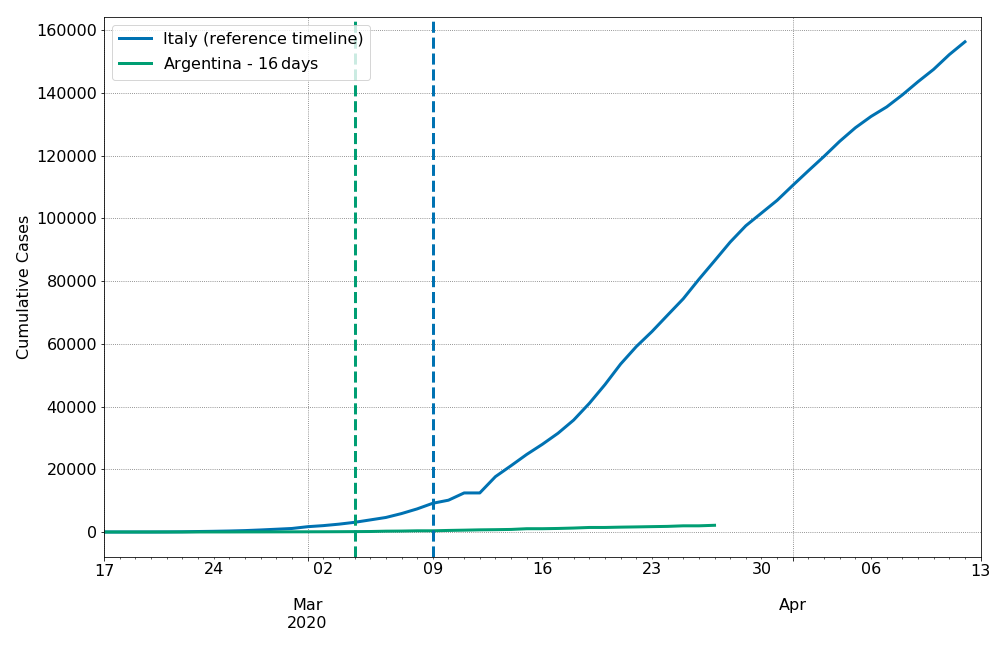 160000
140000
120000
100000
80000
60000
40000
20000
0
Cumulative Cases
Italy (reference timeline)
Argentina - 16 days
17 24 02 09 16 23 30 06 13
Mar Apr
2020